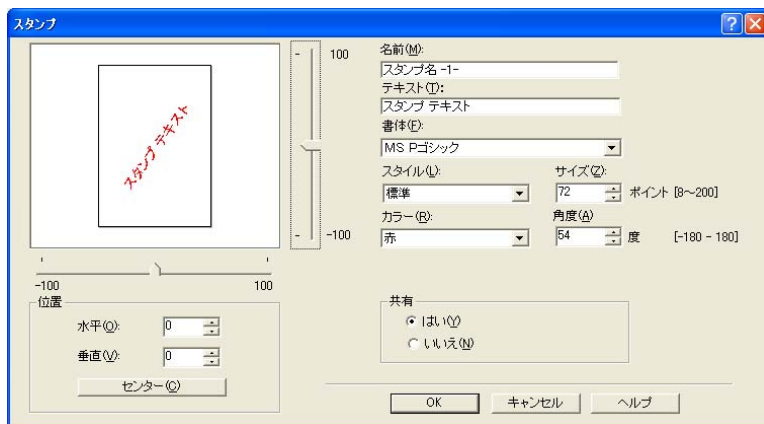 スタンプ
スタンプ テキスト
100
-100
-100
100
位置
水平(O):
0
垂直(V):
0
センター(C)
名前(M):
スタンプ名 -1-
テキスト(T):
スタンプ テキスト
書体(F):
MS Pゴシック
スタイル(L):
サイズ(Z):
標準
72
ポイント [8～200]
カラー(R):
角度(A)
赤
54
度
[-180 - 180]
共有
はい(Y)
いいえ(N)
OK
キャンセル
ヘルプ